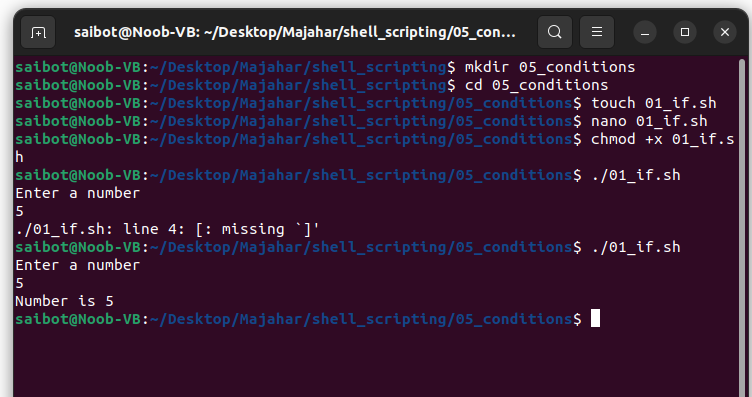 saibot@Noob-VB: ~/Desktop/Majahar/shell_scripting/05_con...
saibot@Noob-VB:~/Desktop/Majahar/shell_scripting$ mkdir 05_conditions
saibot@Noob-VB:~/Desktop/Majahar/shell_scripting$ cd 05_conditions
saibot@Noob-VB:~/Desktop/Majahar/shell_scripting/05_conditions$ touch 01_if.sh
saibot@Noob-VB:~/Desktop/Majahar/shell_scripting/05_conditions$ nano 01_if.sh
saibot@Noob-VB:~/Desktop/Majahar/shell_scripting/05_conditions$ chmod +x 01_if.s
h
saibot@Noob-VB:~/Desktop/Majahar/shell_scripting/05_conditions$ ./01_if.sh
Enter a number
5
./01_if.sh: line 4: [: missing `]'
saibot@Noob-VB:~/Desktop/Majahar/shell_scripting/05_conditions$ ./01_if.sh
Enter a number
5
Number is 5
saibot@Noob-VB:~/Desktop/Majahar/shell_scripting/05_conditions$